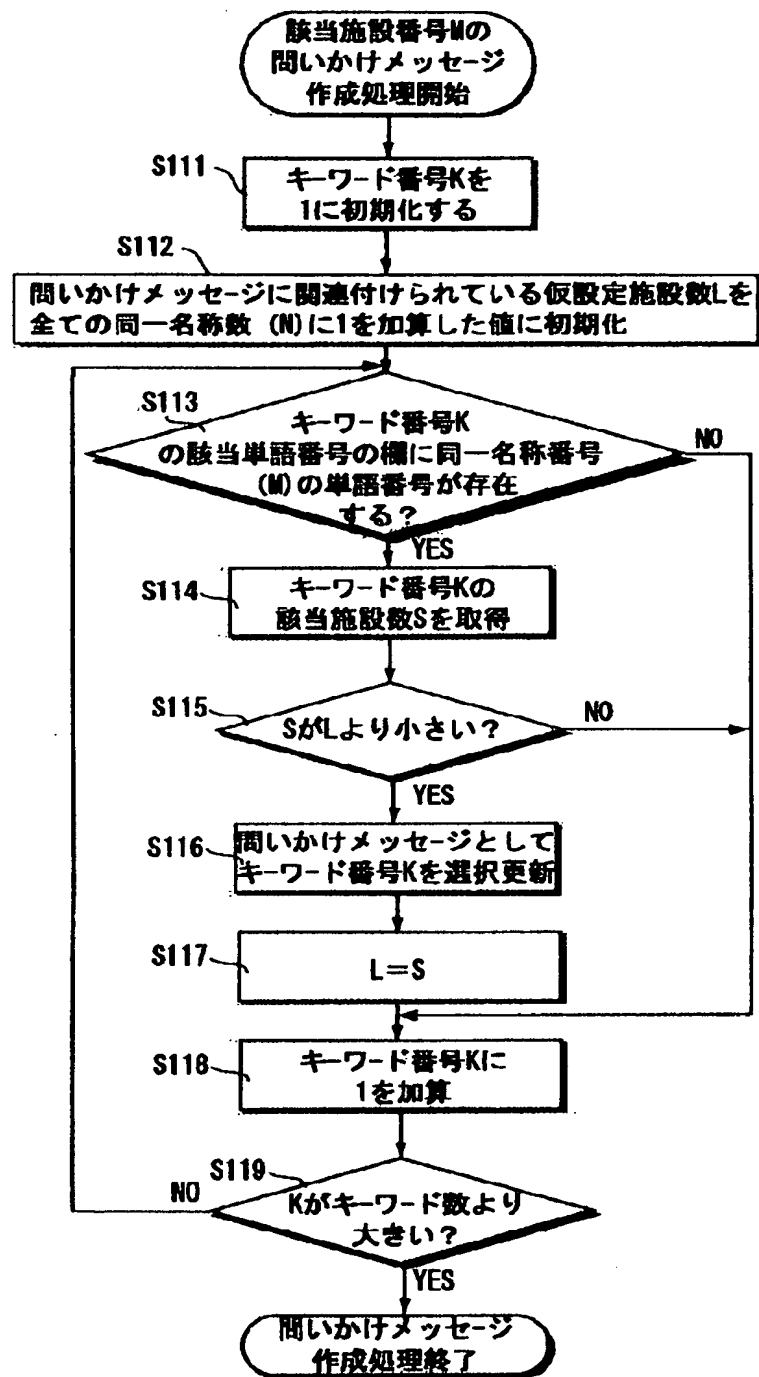 該当施設番号Mの
問いかけメッセージ
作成処理開始
S111
キーワード番号Kを
1に初期化する
S112
問いかけメッセージに関連付けられている仮設定施設数Lを
全ての同一名称数 (N)に1を加算した値に初期化
S113
キーワード番号K
の該当単語番号の欄に同一名称番号
(M)の単語番号が存在
する?
NO
YES
S114
キーワード番号Kの
該当施設数Sを取得
S115
SがLより小さい?
NO
YES
S116
問いかけメッセージとして
キーワード番号Kを選択更新
S117
L=S
S118
キーワード番号Kに
1を加算
S119
NO
Kがキーワード数より
大きい?
YES
問いかけメッセージ
作成処理終了